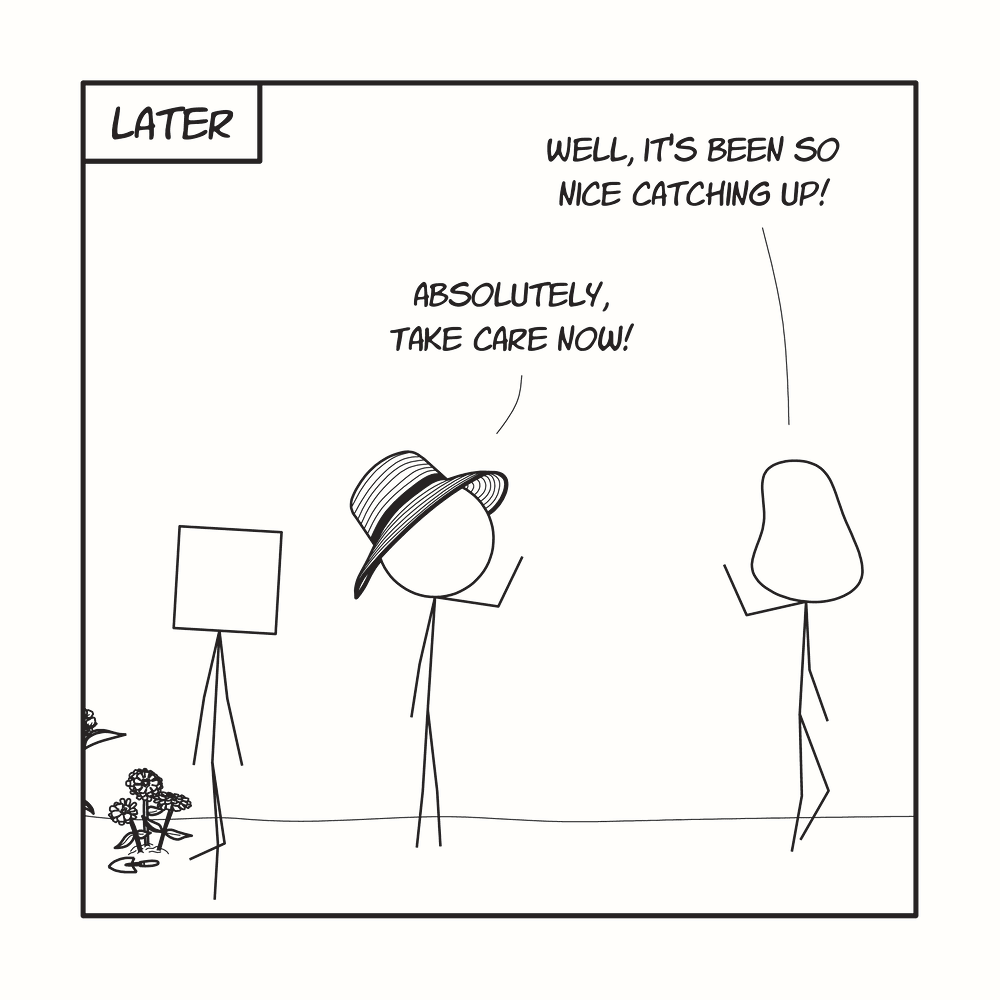 LATER
WELL, IT'S BEEN SO
NICE CATCHING UP!
ABSOLUTELY,
TAKE CARE NOW!